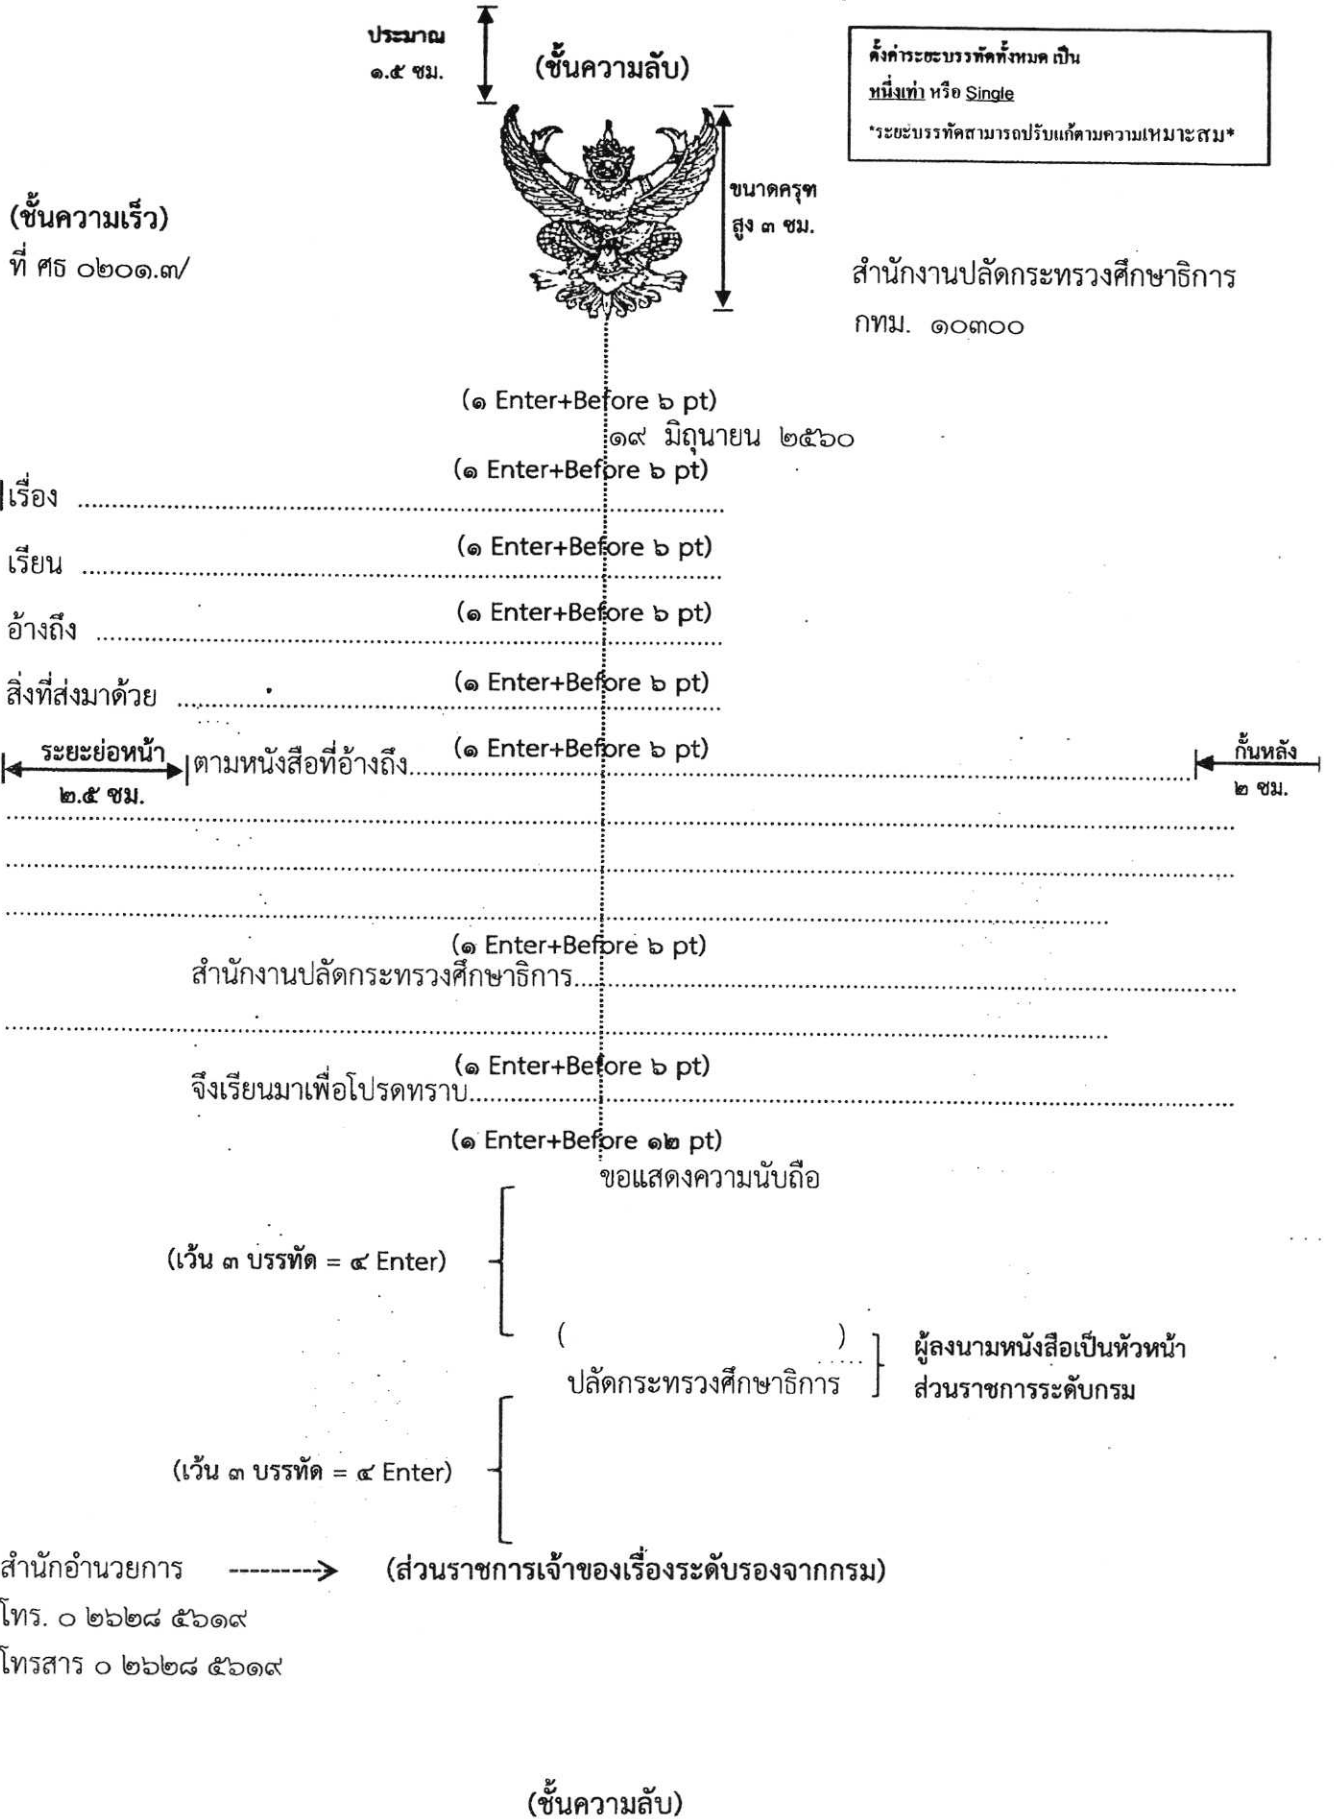 ประมาณ
๑.๕ ซม.
(ชั้นความลับ)
ตั้งค่าระยะบรรทัดทั้งหมด เป็น
หนึ่งเท่า หรือ Single
*ระยะบรรทัดสามารถปรับแก้ตามความเหมาะสม*
ขนาดครุฑ
สูง ๓ ซม.
(ชั้นความเร็ว)
ที่ ศธ ๐๒๐๑.๓/
สำนักงานปลัดกระทรวงศึกษาธิการ
กทม. ๑๐๓๐๐
(๑ Enter+Before ๖ pt)
๑๙ มิถุนายน ๒๕๖๐
(๑ Enter+Before ๖ pt)
เรื่อง ................................................................
(๑ Enter+Before ๖ pt)
เรียน ................................................................
(๑ Enter+Before ๖ pt)
อ้างถึง ................................................................
(๑ Enter+Before ๖ pt)
สิ่งที่ส่งมาด้วย ................................................................
(๑ Enter+Before ๖ pt)
ระยะย่อหน้า
๒.๕ ซม.
ตามหนังสือที่อ้างถึง................................................................
กั้นหลัง
๒ ซม.
(๑ Enter+Before ๖ pt)
สำนักงานปลัดกระทรวงศึกษาธิการ................................................................
(๑ Enter+Before ๖ pt)
จึงเรียนมาเพื่อโปรดทราบ................................................................
(๑ Enter+Before ๑๒ pt)
ขอแสดงความนับถือ
(เว้น ๓ บรรทัด = ๔ Enter)
( )
ปลัดกระทรวงศึกษาธิการ
ผู้ลงนามหนังสือเป็นหัวหน้า
ส่วนราชการระดับกรม
(เว้น ๓ บรรทัด = ๔ Enter)
สำนักอำนวยการ ---------> (ส่วนราชการเจ้าของเรื่องระดับรองจากกรม)
โทร. ๐ ๒๖๒๘ ๕๖๑๙
โทรสาร ๐ ๒๖๒๘ ๕๖๑๙
(ชั้นความลับ)